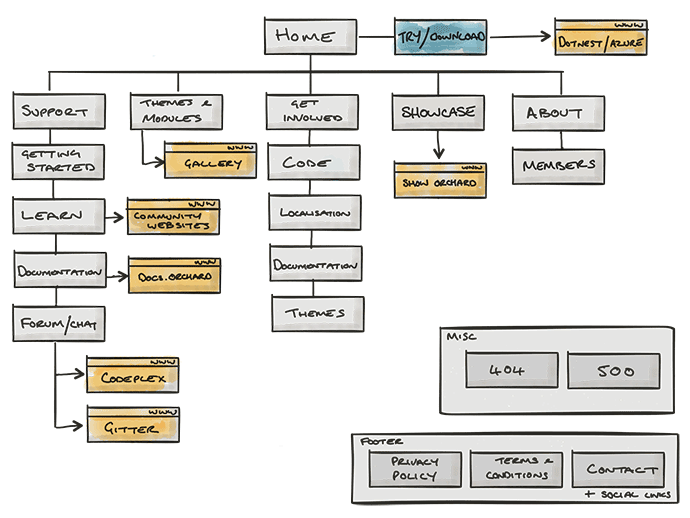 HOME
TRY/DOWNLOAD
WWW
DOTNEST/AZURE
SUPPORT
THEMES &
MODULES
GET
INVOLVED
SHOWCASE
ABOUT
GETTING
STARTED
WWW
GALLERY
CODE
WWW
SHOW ORCHARD
MEMBERS
LEARN
WWW
COMMUNITY
WEBSITES
LOCALISATION
DOCUMENTATION
WWW
DOCS.ORCHARD
DOCUMENTATION
FORUM/CHAT
THEMES
WWW
CODEPLEX
WWW
GITTER
MISC
404
500
FOOTER
PRIVACY
POLICY
TERMS &
CONDITIONS
CONTACT
+ SOCIAL LINKS